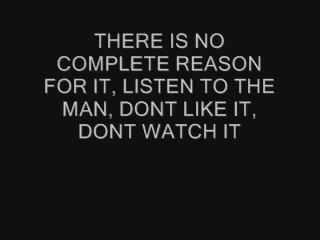 THERE IS NO
COMPLETE REASON
FOR IT, LISTEN TO THE
MAN, DONT LIKE IT,
DONT WATCH IT